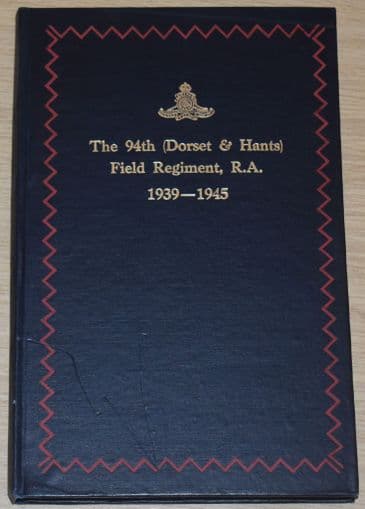 The 94th (Dorset & Hants)
Field Regiment, R.A.
1939—1945